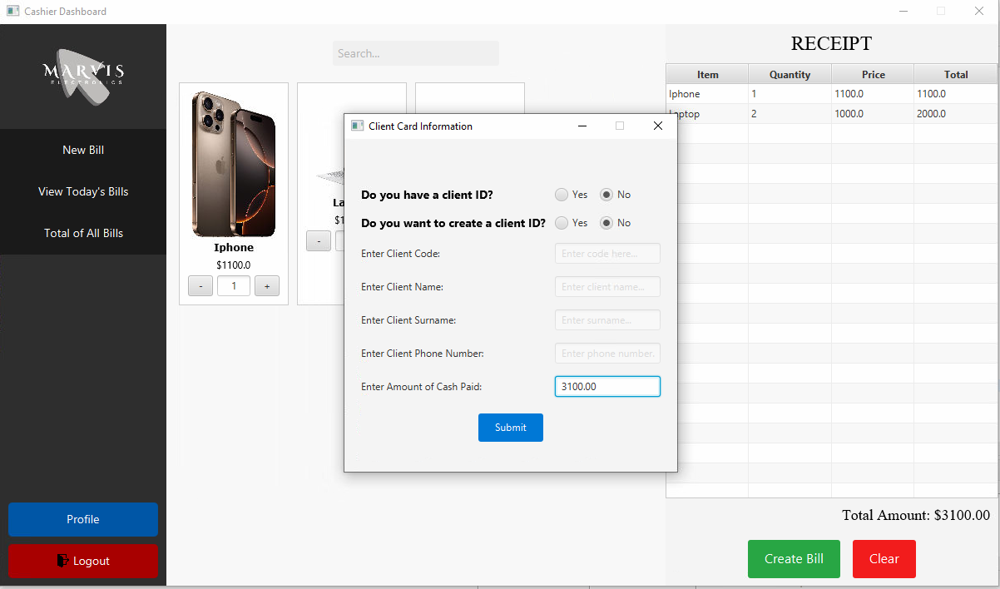 Cashier Dashboard
MARVIS
ELECTRONICS
New Bill
View Today's Bills
Total of All Bills
Profile
Logout
Search...
Iphone
$1100.0
- 1 +
La
$1
-
Client Card Information
Do you have a client ID? Yes No
Do you want to create a client ID? Yes No
Enter Client Code: Enter code here...
Enter Client Name: Enter client name...
Enter Client Surname: Enter surname...
Enter Client Phone Number: Enter phone number.
Enter Amount of Cash Paid: 3100.00
Submit
RECEIPT
Item Quantity Price Total
Iphone 1 1100.0 1100.0
Laptop 2 1000.0 2000.0
Total Amount: $3100.00
Create Bill Clear